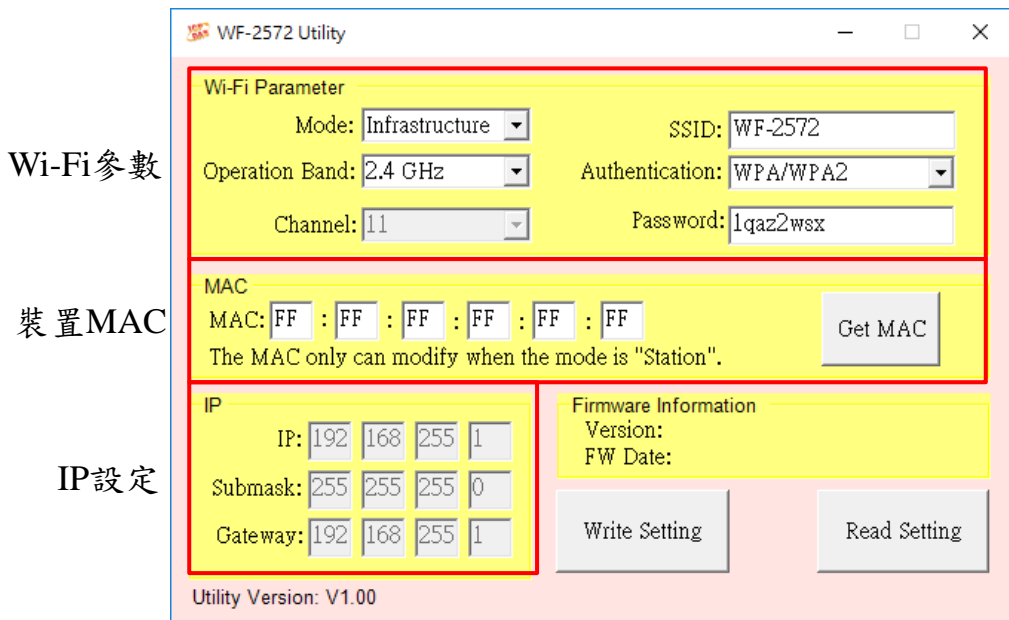 WF-2572 Utility
Wi-Fi參數
Wi-Fi Parameter
Mode: Infrastructure
SSID: WF-2572
Operation Band: 2.4 GHz
Authentication: WPA/WPA2
Channel: 11
Password: 1qaz2wsx
裝置MAC
MAC
MAC: FF : FF : FF : FF : FF : FF
Get MAC
The MAC only can modify when the mode is "Station".
IP設定
IP
IP: 192 168 255 1
Submask: 255 255 255 0
Gateway: 192 168 255 1
Firmware Information
Version:
FW Date:
Write Setting
Read Setting
Utility Version: V1.00